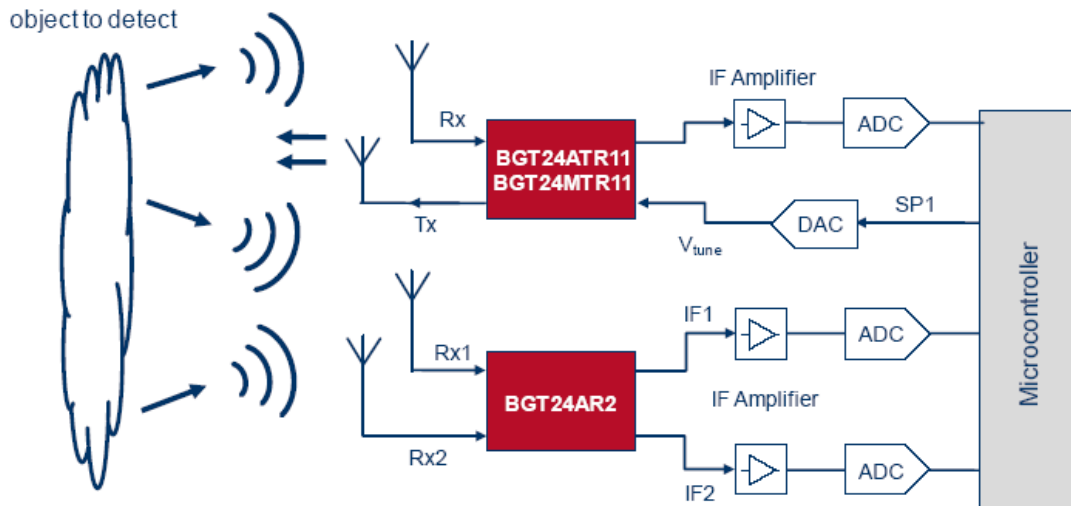 object to detect
IF Amplifier
Rx
ADC
BGT24ATR11
BGT24MTR11
SP1
DAC
Tx
V_tune
IF1
Rx1
ADC
BGT24AR2
IF Amplifier
Rx2
ADC
IF2
Microcontroller